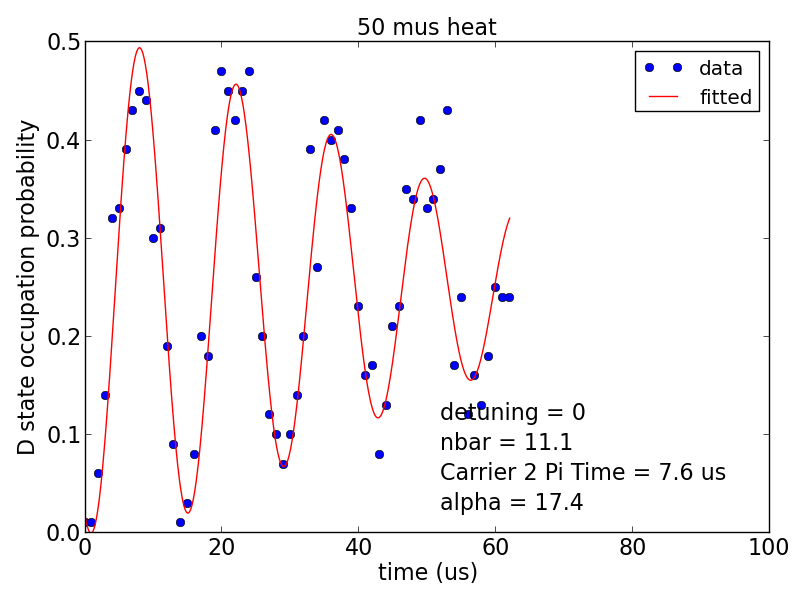 50 mus heat
0.5
0.4
0.3
0.2
0.1
0.0
D state occupation probability
data
fitted
detuning = 0
nbar = 11.1
Carrier 2 Pi Time = 7.6 us
alpha = 17.4
0 20 40 60 80 100
time (us)